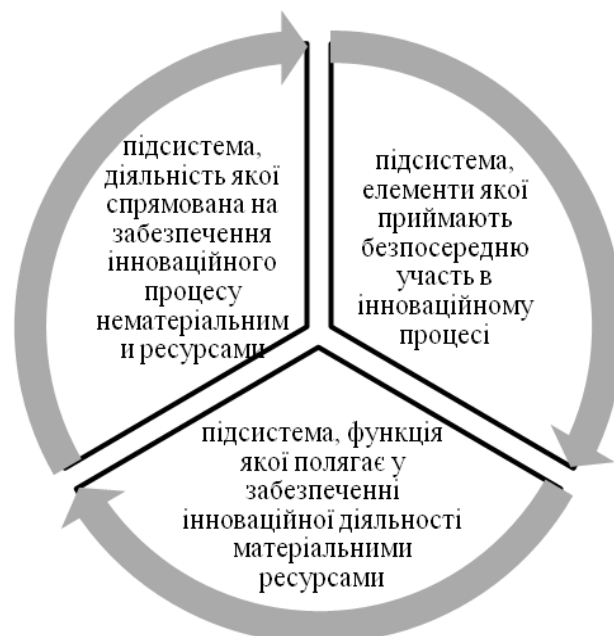 підсистема,
діяльність якої
спрямована на
забезпечення
інноваційного
процесу
нематеріальним
и ресурсами
підсистема,
елементи якої
приймають
безпосередню
участь в
інноваційному
процесі
підсистема, функція
якої полягає у
забезпеченні
інноваційної діяльності
матеріальними
ресурсами